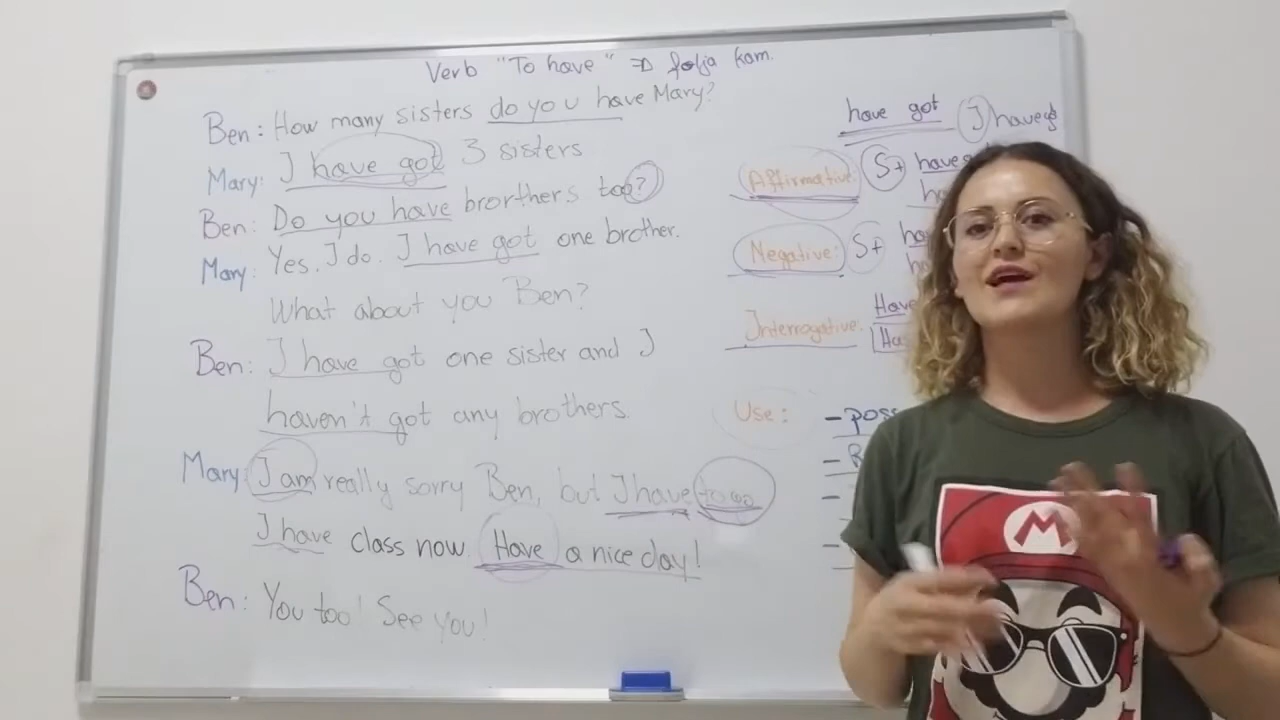 Verb "To have" => folja kam.
Ben: How many sisters do you have Mary?
Mary: I have got 3 sisters
Ben: Do you have brorthers too?
Mary: Yes. I do. I have got one brother.
What about you Ben?
Ben: I have got one sister and I
haven't got any brothers.
Mary I am really sorry Ben, but I have to go
I have class now. Have a nice day!
Ben: You too! See you!
have got I have
Affirmative: S+ have
Negative: S+
Interrogative: Have
Use:
M